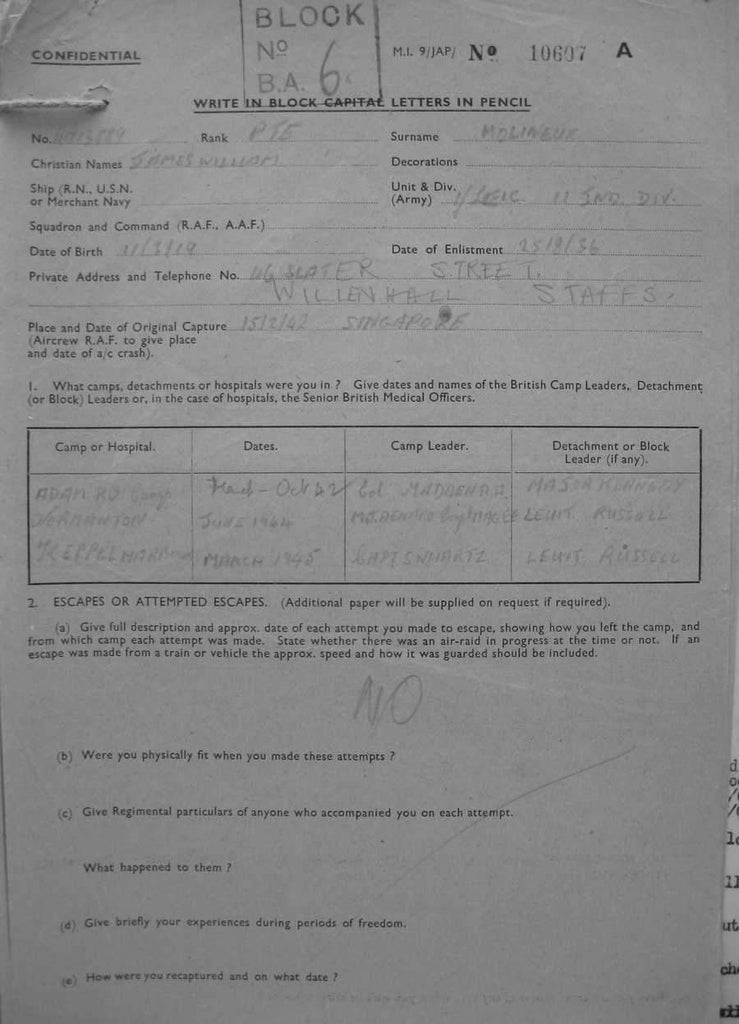 BLOCK
Nº
B.A. 6
CONFIDENTIAL
M.I. 9/JAP/ Nº 10607 A
WRITE IN BLOCK CAPITAL LETTERS IN PENCIL
No. Rank PTE Surname MOLINEUX
Christian Names JAMES WILLIAM Decorations
Ship (R.N., U.S.N. or Merchant Navy
Unit & Div. (Army) 1/LEIC. 11 IND. DIV.
Squadron and Command (R.A.F., A.A.F.)
Date of Birth 11/3/19 Date of Enlistment 25/9/36
Private Address and Telephone No. 46 SLATER STREET.
WILLENHALL STAFFS.
Place and Date of Original Capture 15/2/42 SINGAPORE
(Aircrew R.A.F. to give place
and date of a/c crash).
1. What camps, detachments or hospitals were you in ? Give dates and names of the British Camp Leaders, Detachment
(or Block) Leaders or, in the case of hospitals, the Senior British Medical Officers.
Camp or Hospital. Dates. Camp Leader. Detachment or Block Leader (if any).
ADAM RD Oct 42 Col MAJOR KENNEDY
NORMANTON JUNE 1944 LEUT RUSSELL
KEPPEL HARBOUR MARCH 1945 CAPT SWARTZ LEUT RUSSELL
2. ESCAPES OR ATTEMPTED ESCAPES. (Additional paper will be supplied on request if required).
(a) Give full description and approx. date of each attempt you made to escape, showing how you left the camp, and
from which camp each attempt was made. State whether there was an air-raid in progress at the time or not. If an
escape was made from a train or vehicle the approx. speed and how it was guarded should be included.
NO
(b) Were you physically fit when you made these attempts ?
(c) Give Regimental particulars of anyone who accompanied you on each attempt.
What happened to them ?
(d) Give briefly your experiences during periods of freedom.
(e) How were you recaptured and on what date ?